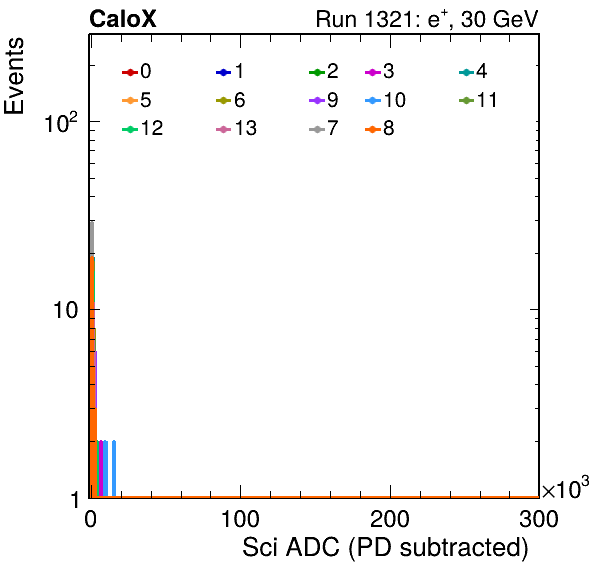 CaloX Run 1321: e⁺, 30 GeV
Events
0 1 2 3 4
5 6 9 10 11
12 13 7 8
10²
10
1
0 100 200 300
×10³
Sci ADC (PD subtracted)